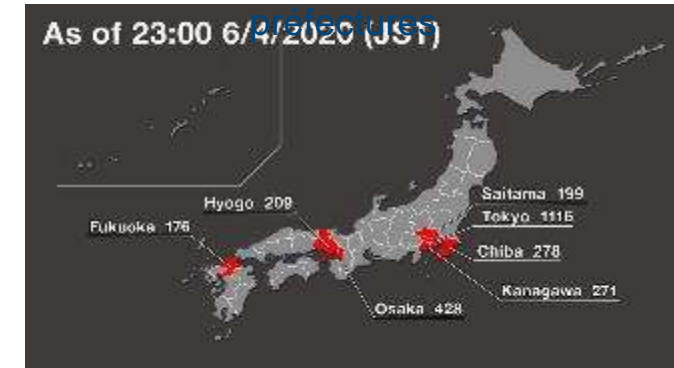 prefectures
As of 23:00 6/4/2020 (JST)
Saitama 199
Hyogo 209
Tokyo 1116
Fukuoka 176
Chiba 278
Kanagawa 271
Osaka 428